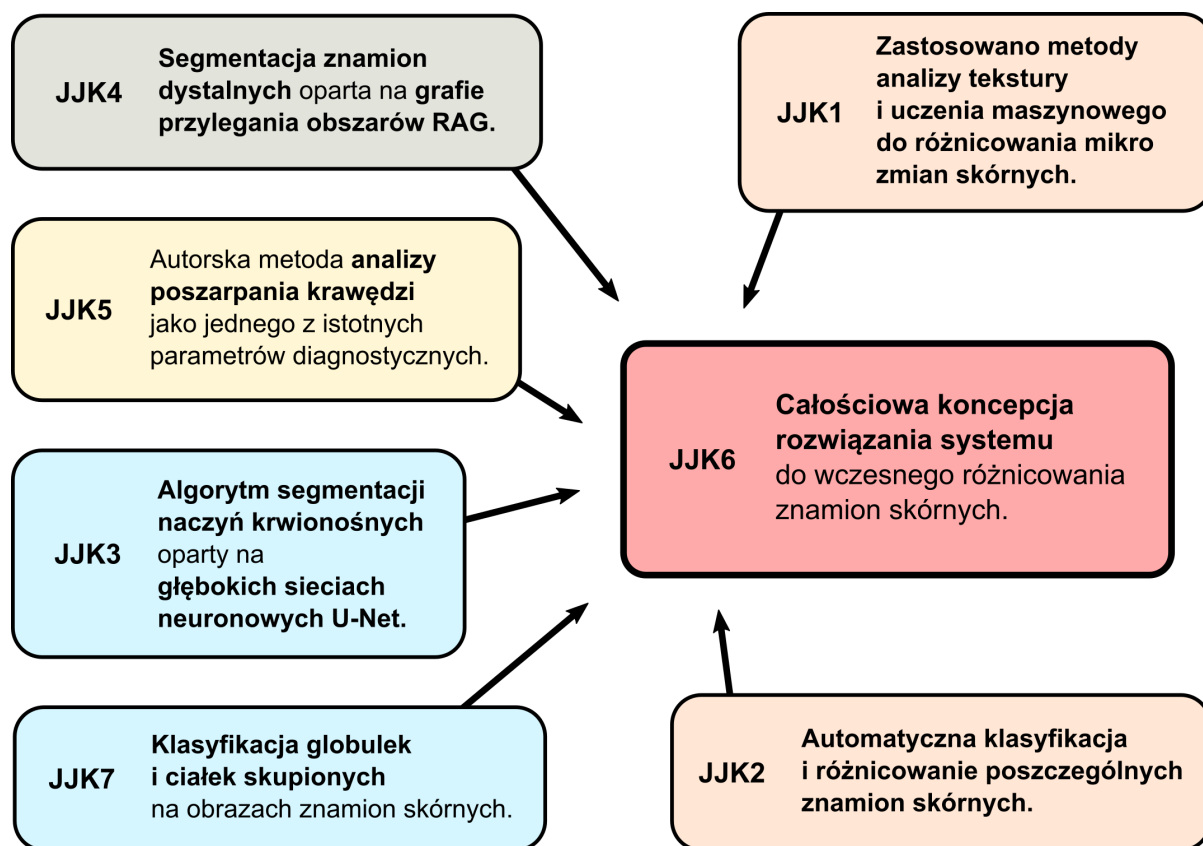 JJK4
Segmentacja znamion
dystalnych oparta na grafie
przylegania obszarów RAG.
JJK1
Zastosowano metody
analizy tekstury
i uczenia maszynowego
do różnicowania mikro
zmian skórnych.
JJK5
Autorska metoda analizy
poszarpania krawędzi
jako jednego z istotnych
parametrów diagnostycznych.
JJK6
Całościowa koncepcja
rozwiązania systemu
do wczesnego różnicowania
znamion skórnych.
JJK3
Algorytm segmentacji
naczyń krwionośnych
oparty na
głębokich sieciach
neuronowych U-Net.
JJK7
Klasyfikacja globulek
i ciałek skupionych
na obrazach znamion skórnych.
JJK2
Automatyczna klasyfikacja
i różnicowanie poszczególnych
znamion skórnych.